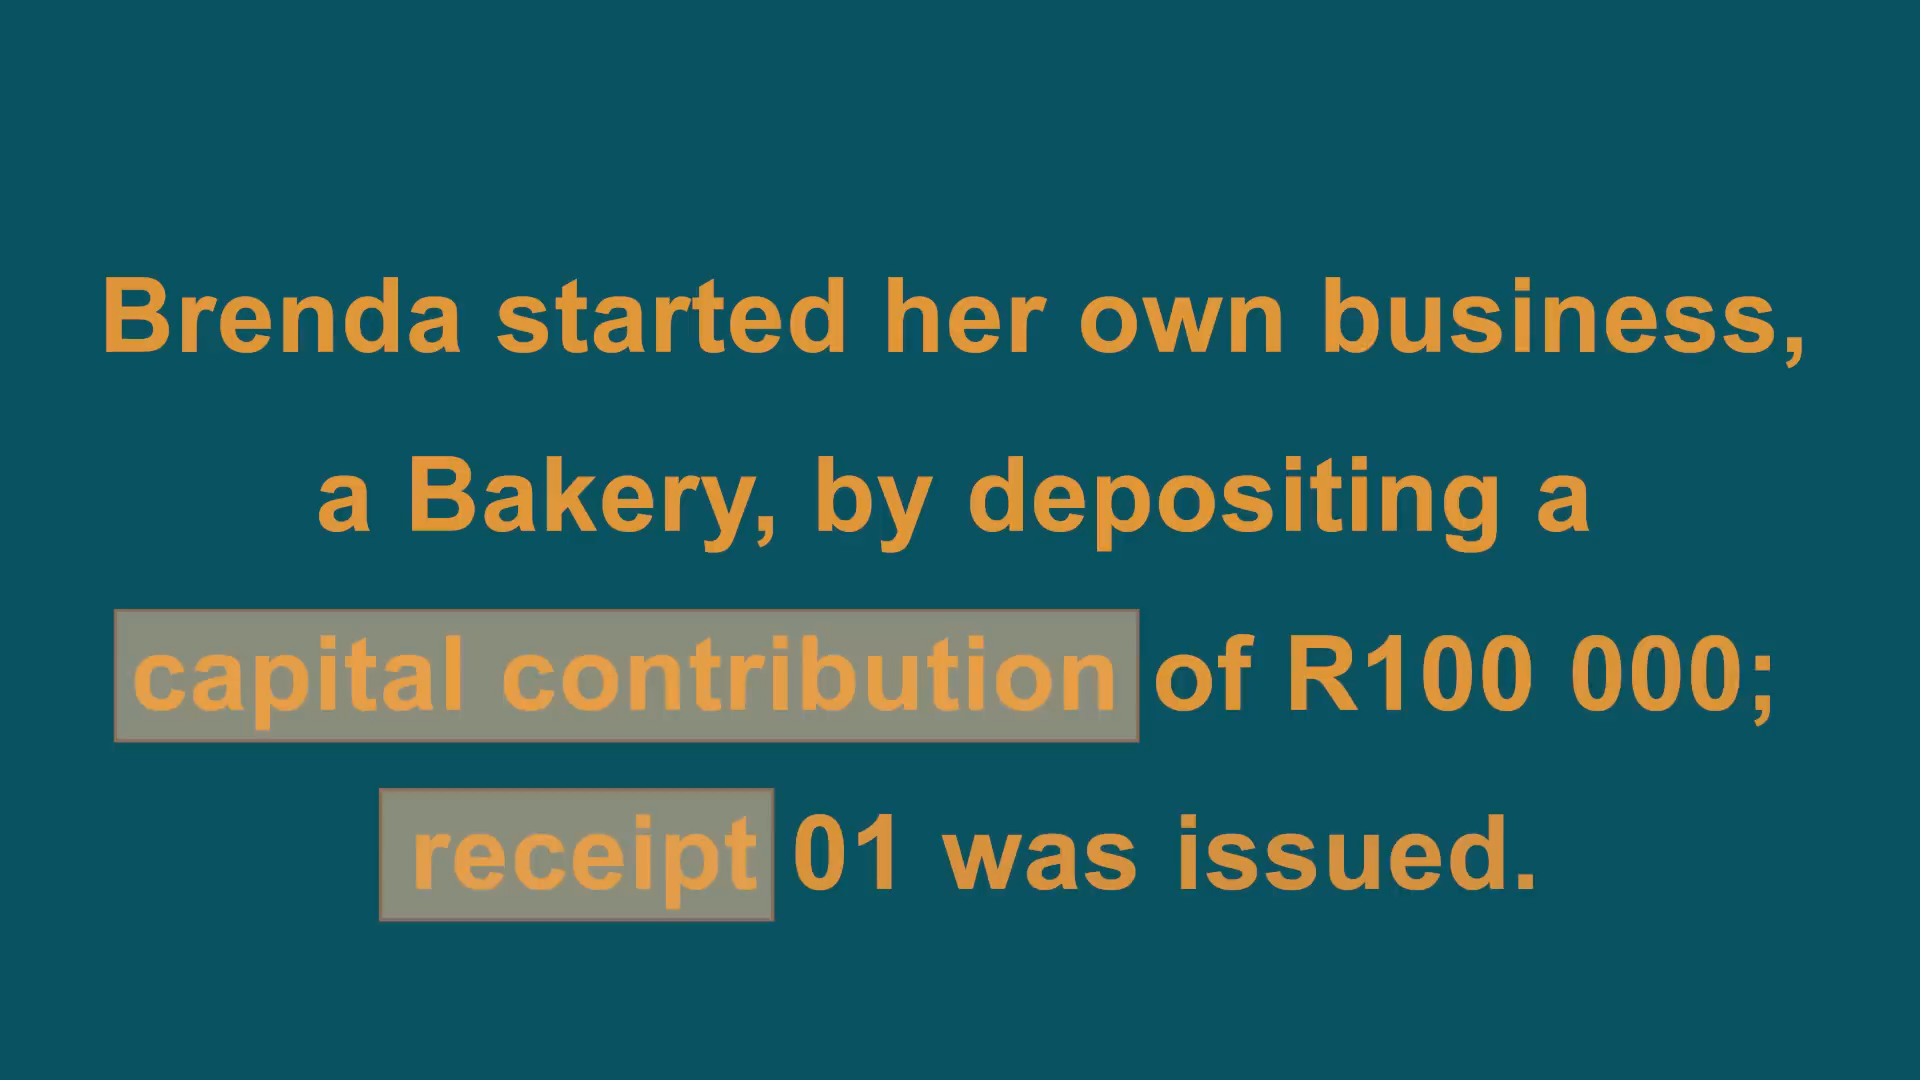 Brenda started her own business,
a Bakery, by depositing a
capital contribution of R100 000;
receipt 01 was issued.